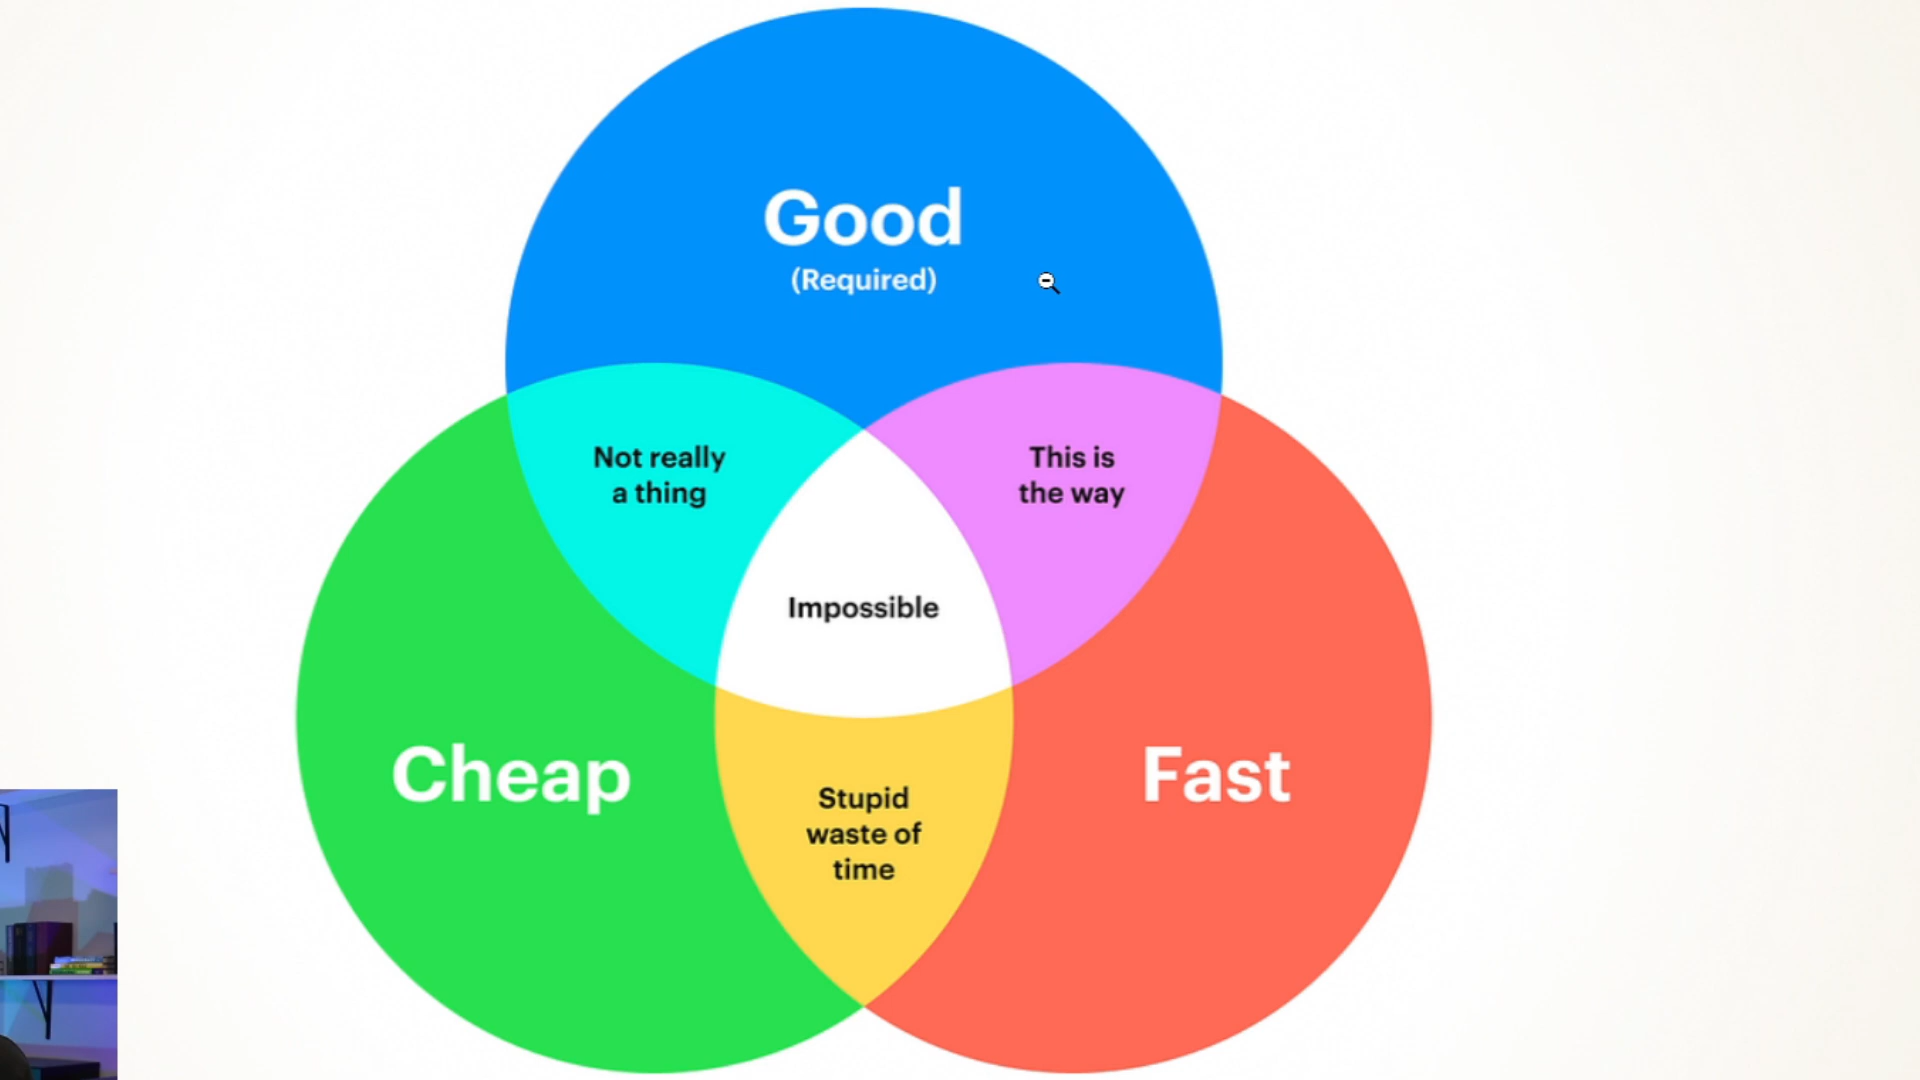 Good
(Required)
Not really
a thing
This is
the way
Impossible
Cheap
Fast
Stupid
waste of
time